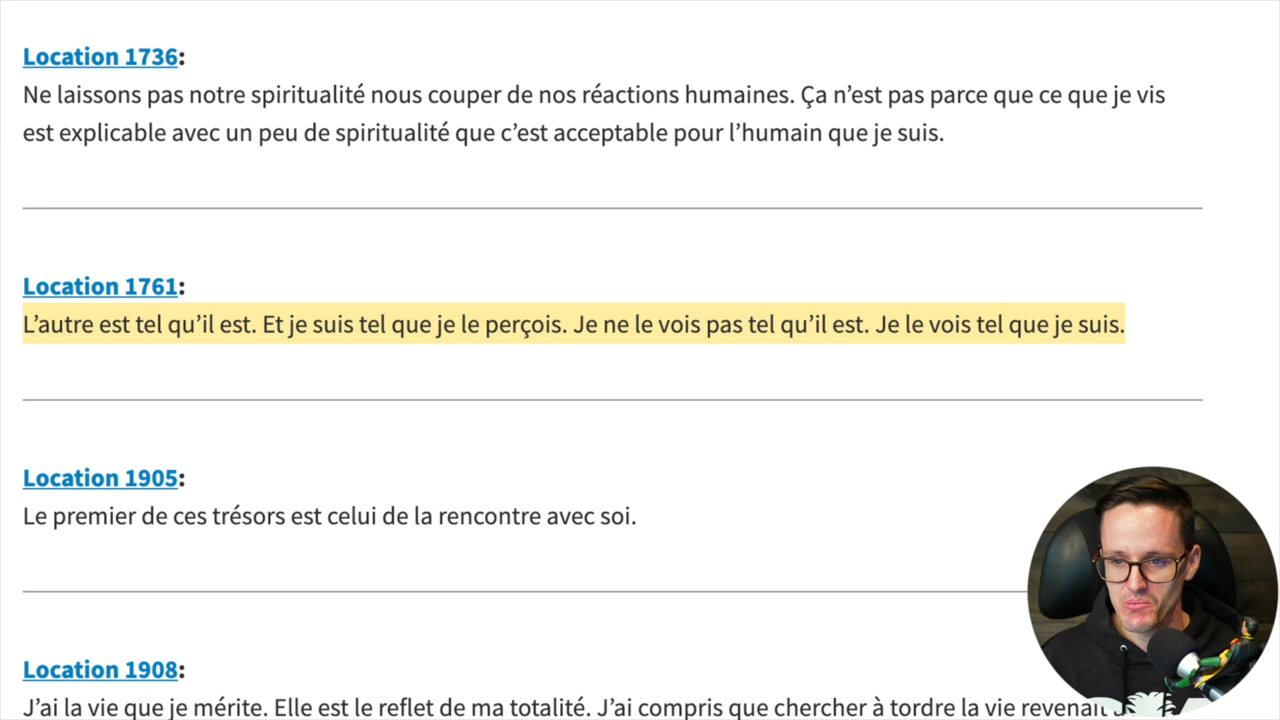 Location 1736:
Ne laissons pas notre spiritualité nous couper de nos réactions humaines. Ça n’est pas parce que ce que je vis
est explicable avec un peu de spiritualité que c’est acceptable pour l’humain que je suis.
Location 1761:
L’autre est tel qu’il est. Et je suis tel que je le perçois. Je ne le vois pas tel qu’il est. Je le vois tel que je suis.
Location 1905:
Le premier de ces trésors est celui de la rencontre avec soi.
Location 1908:
J’ai la vie que je mérite. Elle est le reflet de ma totalité. J’ai compris que chercher à tordre la vie revenait